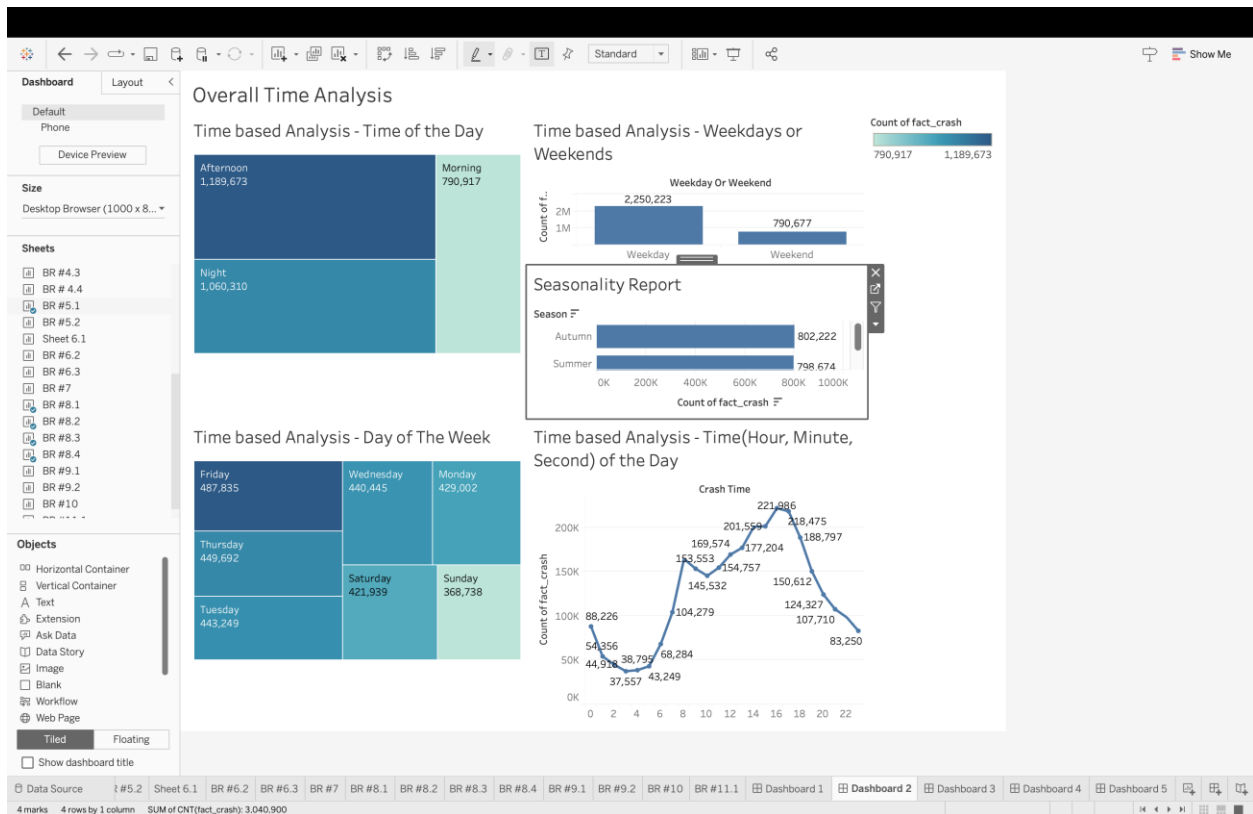 Standard
Show Me
Dashboard
Layout
Default
Phone
Device Preview
Size
Desktop Browser (1000 x 8...
Sheets
BR #4.3
BR # 4.4
BR #5.1
BR #5.2
Sheet 6.1
BR #6.2
BR #6.3
BR #7
BR #8.1
BR #8.2
BR #8.3
BR #8.4
BR #9.1
BR #9.2
BR #10
Objects
Horizontal Container
Vertical Container
A Text
Extension
Ask Data
Data Story
Image
Blank
Workflow
Web Page
Tiled
Floating
Show dashboard title
Overall Time Analysis
Time based Analysis - Time of the Day
Afternoon
1,189,673
Morning
790,917
Night
1,060,310
Time based Analysis - Weekdays or
Weekends
Weekday Or Weekend
Count of f..
2M
1M
2,250,223
790,677
Weekday
Weekend
Count of fact_crash
790,917 1,189,673
Seasonality Report
Season
Autumn
802,222
Summer
798,674
0K 200K 400K 600K 800K 1000K
Count of fact_crash
Time based Analysis - Day of The Week
Friday
487,835
Wednesday
440,445
Monday
429,002
Thursday
449,692
Saturday
421,939
Sunday
368,738
Tuesday
443,249
Time based Analysis - Time(Hour, Minute,
Second) of the Day
Crash Time
Count of fact_crash
200K
150K
100K
50K
0K
88,226
54,356
44,918
37,557
38,795
43,249
68,284
104,279
153,553
145,532
154,757
169,574
177,204
201,559
221,986
218,475
188,797
150,612
124,327
107,710
83,250
0 2 4 6 8 10 12 14 16 18 20 22
Data Source
#5.2
Sheet 6.1
BR #6.2
BR #6.3
BR #7
BR #8.1
BR #8.2
BR #8.3
BR #8.4
BR #9.1
BR #9.2
BR #10
BR #11.1
Dashboard 1
Dashboard 2
Dashboard 3
Dashboard 4
Dashboard 5
4 marks 4 rows by 1 column SUM of CNT(fact_crash): 3,040,900